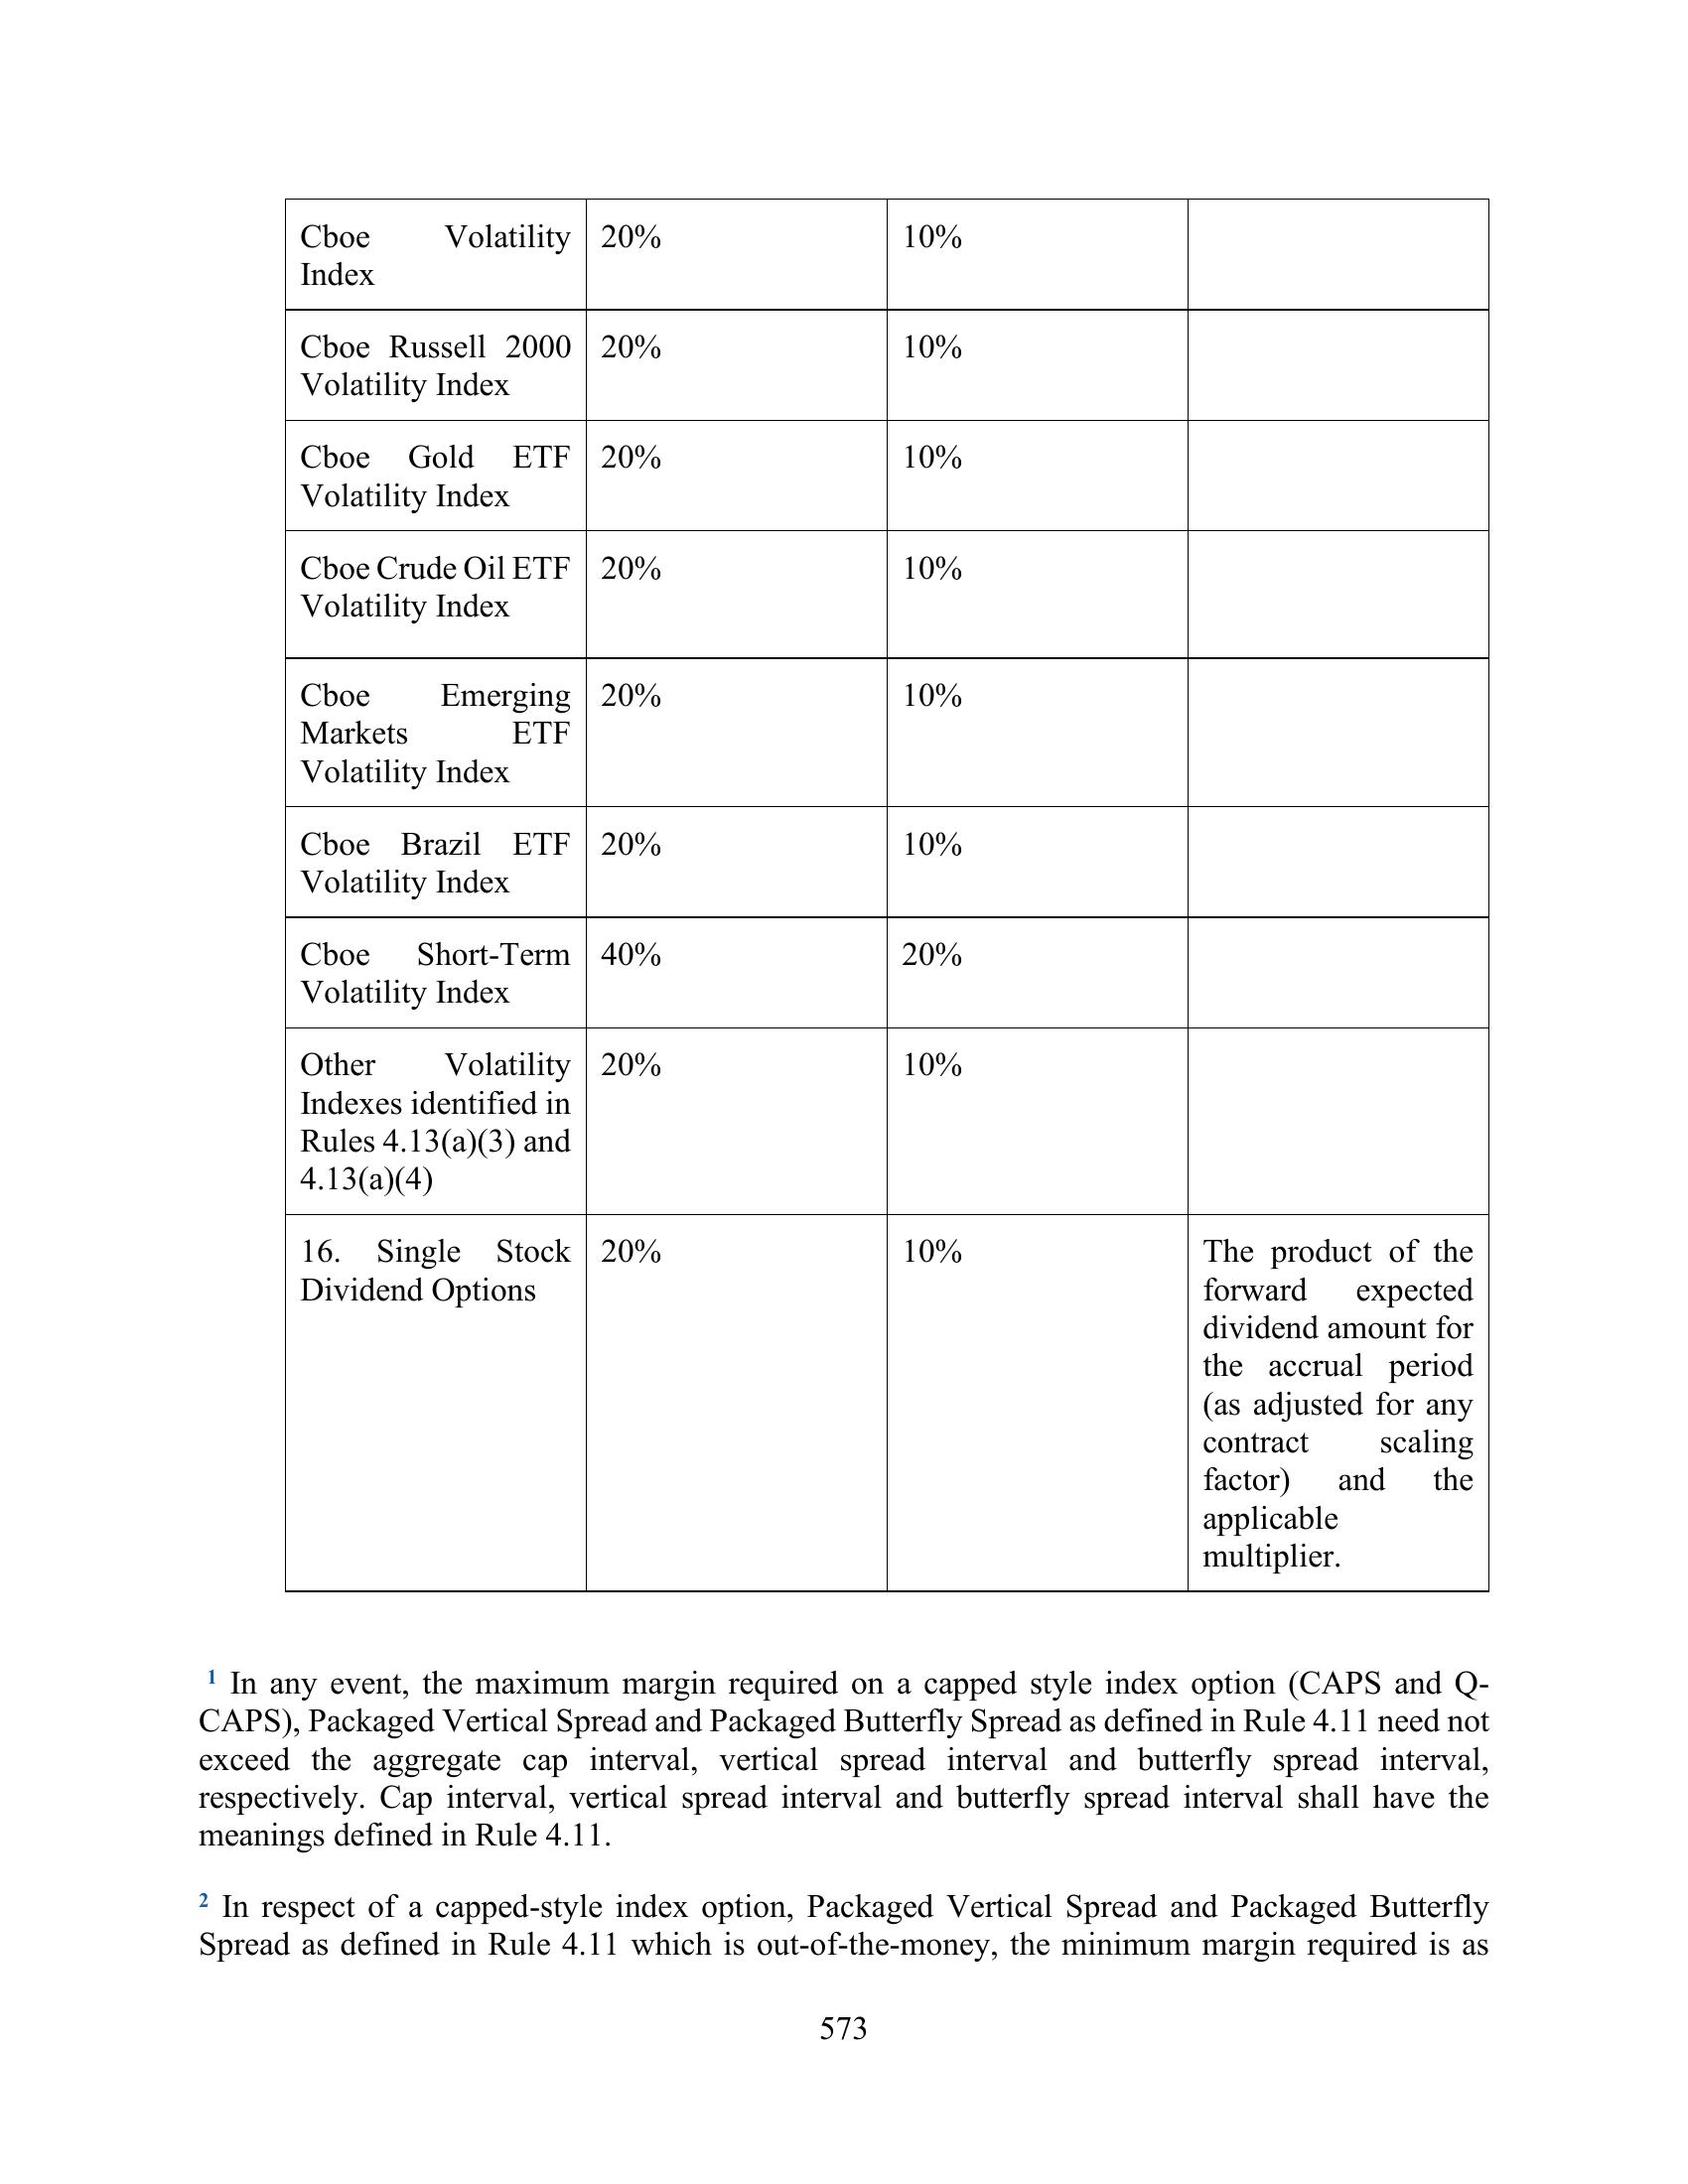 Cboe Volatility 20% 10%
Index
Cboe Russell 2000 20% 10%
Volatility Index
Cboe Gold ETF 20% 10%
Volatility Index
Cboe Crude Oil ETF 20% 10%
Volatility Index
Cboe Emerging 20% 10%
Markets ETF
Volatility Index
Cboe Brazil ETF 20% 10%
Volatility Index
Cboe Short-Term 40% 20%
Volatility Index
Other Volatility 20% 10%
Indexes identified in
Rules 4.13(a)(3) and
4.13(a)(4)
16. Single Stock 20% 10% The product of the
Dividend Options forward expected
dividend amount for
the accrual period
(as adjusted for any
contract scaling
factor) and the
applicable
multiplier.
1 In any event, the maximum margin required on a capped style index option (CAPS and Q-
CAPS), Packaged Vertical Spread and Packaged Butterfly Spread as defined in Rule 4.11 need not
exceed the aggregate cap interval, vertical spread interval and butterfly spread interval,
respectively. Cap interval, vertical spread interval and butterfly spread interval shall have the
meanings defined in Rule 4.11.
2 In respect of a capped-style index option, Packaged Vertical Spread and Packaged Butterfly
Spread as defined in Rule 4.11 which is out-of-the-money, the minimum margin required is as
573